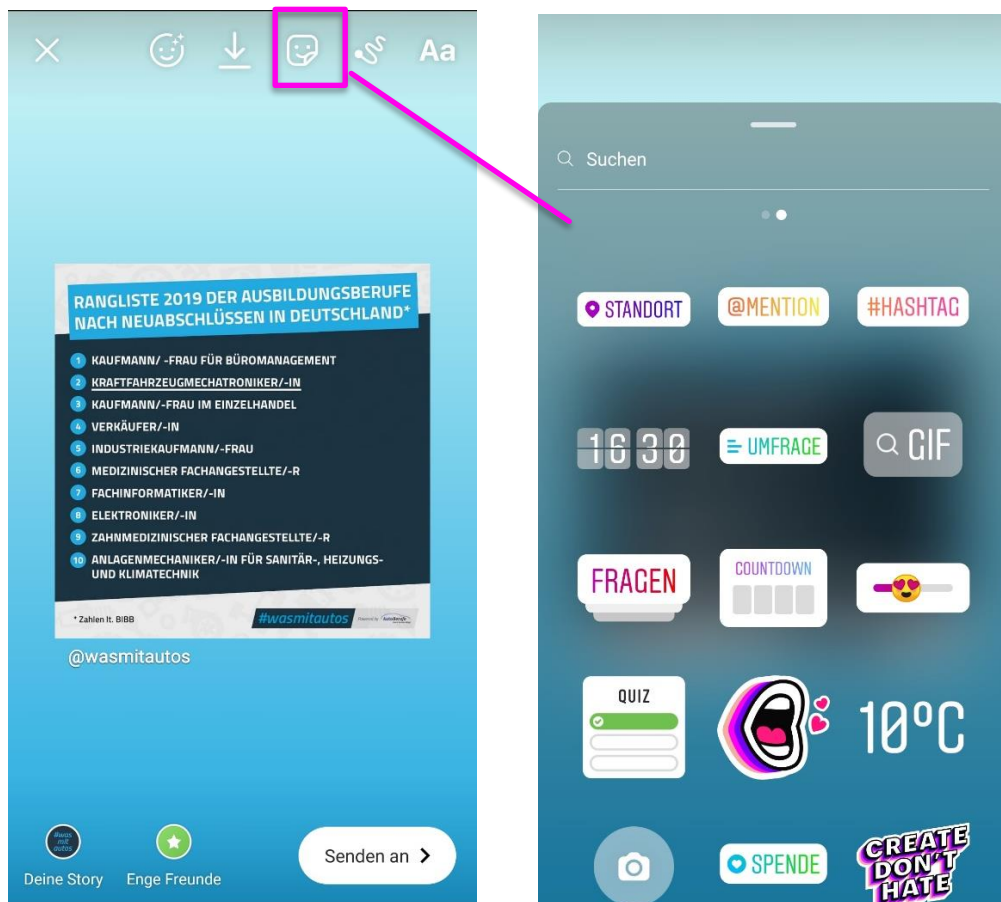 Aa
RANGLISTE 2019 DER AUSBILDUNGSBERUFE
NACH NEUABSCHLÜSSEN IN DEUTSCHLAND*
1 KAUFMANN/ -FRAU FÜR BÜROMANAGEMENT
2 KRAFTFAHRZEUGMECHATRONIKER/-IN
3 KAUFMANN/-FRAU IM EINZELHANDEL
4 VERKÄUFER/-IN
5 INDUSTRIEKAUFMANN/-FRAU
6 MEDIZINISCHER FACHANGESTELLTE/-R
7 FACHINFORMATIKER/-IN
8 ELEKTRONIKER/-IN
9 ZAHNMEDIZINISCHER FACHANGESTELLTE/-R
10 ANLAGENMECHANIKER/-IN FÜR SANITÄR-, HEIZUNGS-
UND KLIMATECHNIK
* Zahlen lt. BIBB
#wasmitautos
@wasmitautos
#was
mit
autos
Deine Story
Enge Freunde
Senden an
Suchen
STANDORT
@MENTION
#HASHTAG
16 30
UMFRAGE
GIF
FRAGEN
COUNTDOWN
QUIZ
10°C
SPENDE
CREATE
DON'T
HATE